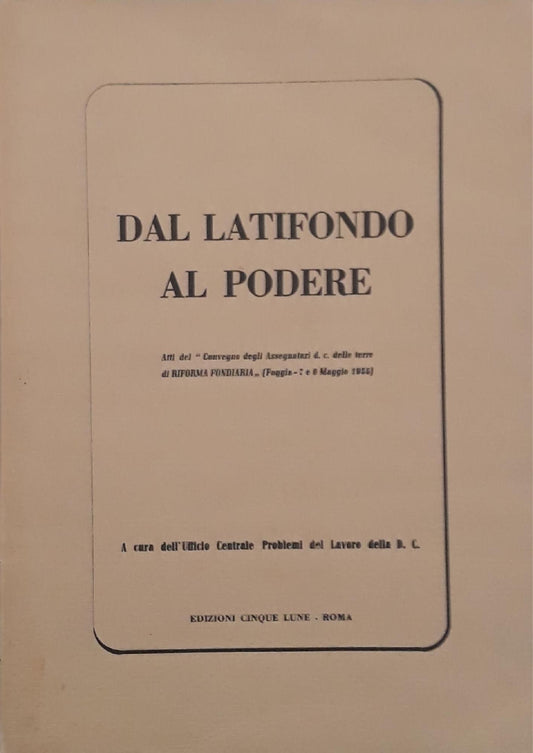 DAL LATIFONDO
AL PODERE
Atti del " Convegno degli Assegnatari d. c. delle terre
di RIFORMA FONDIARIA „ (Foggia - 7 e 8 Maggio 1955)
A cura dell'Ufficio Centrale Problemi del Lavoro della D. C.
EDIZIONI CINQUE LUNE - ROMA